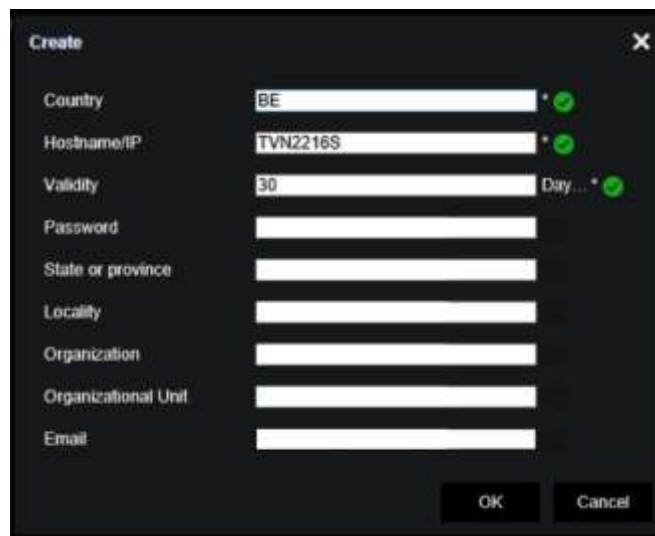 Create
Country BE *
Hostname/IP TVN2216S *
Validity 30 Day... *
Password
State or province
Locality
Organization
Organizational Unit
Email
OK Cancel